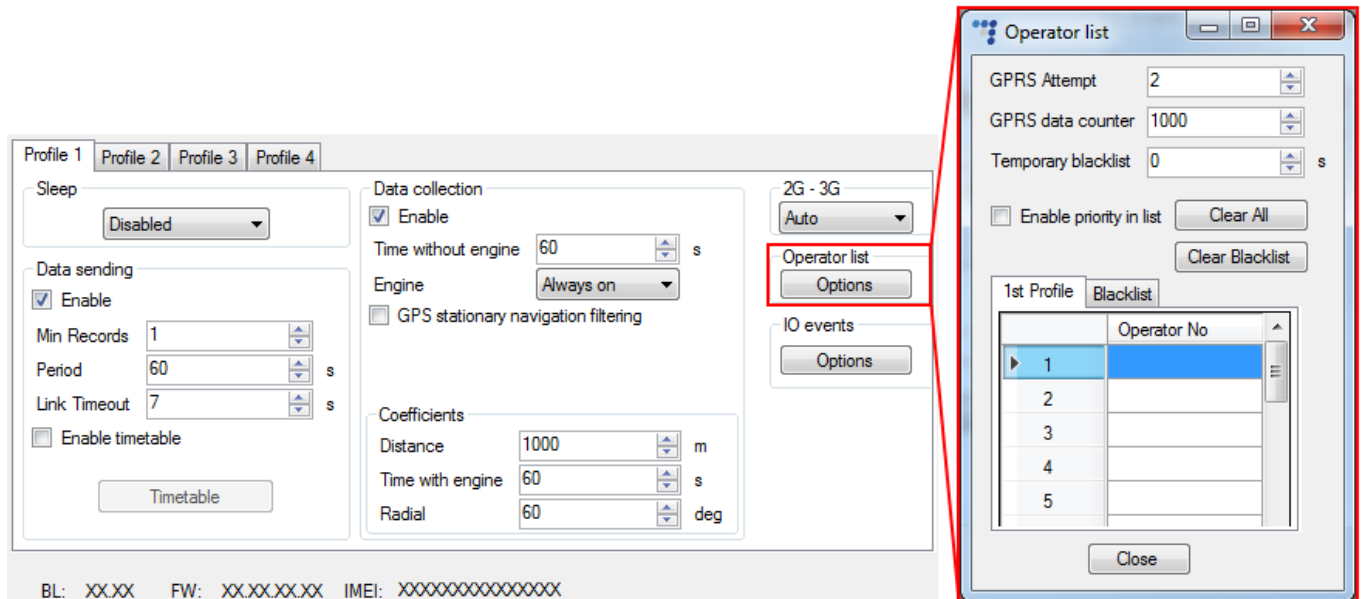 Profile 1 Profile 2 Profile 3 Profile 4
Sleep
Disabled
Data sending
Enable
Min Records 1
Period 60 s
Link Timeout 7 s
Enable timetable
Timetable
Data collection
Enable
Time without engine 60 s
Engine Always on
GPS stationary navigation filtering
Coefficients
Distance 1000 m
Time with engine 60 s
Radial 60 deg
2G - 3G
Auto
Operator list
Options
IO events
Options
BL: XX.XX FW: XX.XX.XX.XX IMEI: XXXXXXXXXXXXXXX
Operator list
GPRS Attempt 2
GPRS data counter 1000
Temporary blacklist 0 s
Enable priority in list Clear All
Clear Blacklist
1st Profile Blacklist
Operator No
1
2
3
4
5
Close